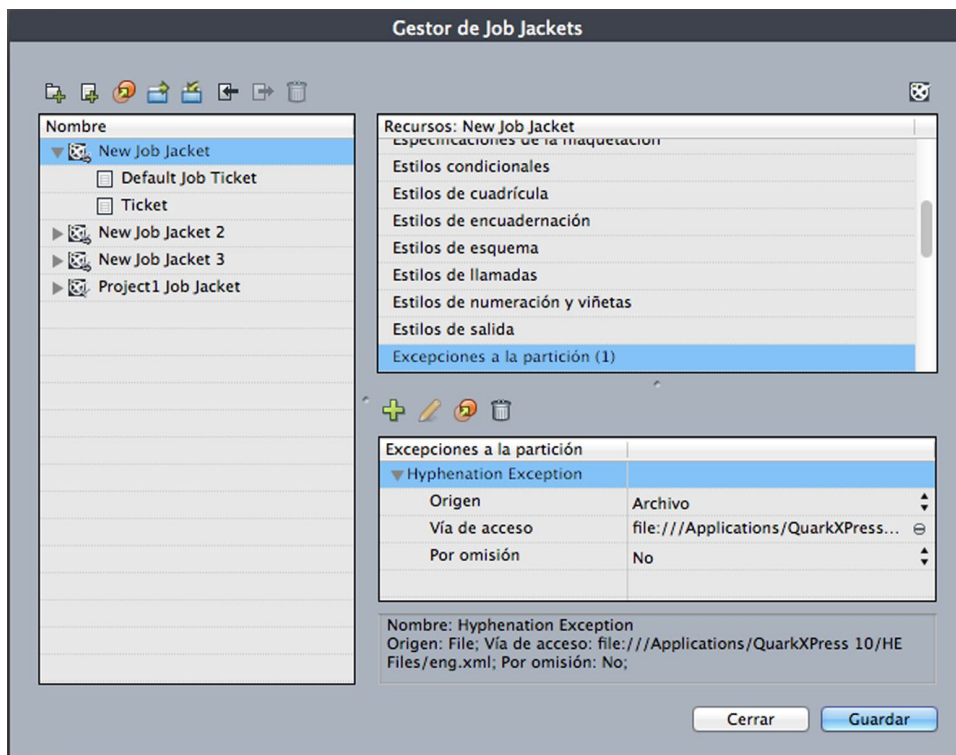 Gestor de Job Jackets
Nombre
New Job Jacket
Default Job Ticket
Ticket
New Job Jacket 2
New Job Jacket 3
Project1 Job Jacket
Recursos: New Job Jacket
Especificaciones de la maquetación
Estilos condicionales
Estilos de cuadrícula
Estilos de encuadernación
Estilos de esquema
Estilos de llamadas
Estilos de numeración y viñetas
Estilos de salida
Excepciones a la partición (1)
Excepciones a la partición
Hyphenation Exception
Origen Archivo
Vía de acceso file:///Applications/QuarkXPress...
Por omisión No
Nombre: Hyphenation Exception
Origen: File; Vía de acceso: file:///Applications/QuarkXPress 10/HE
Files/eng.xml; Por omisión: No;
Cerrar Guardar